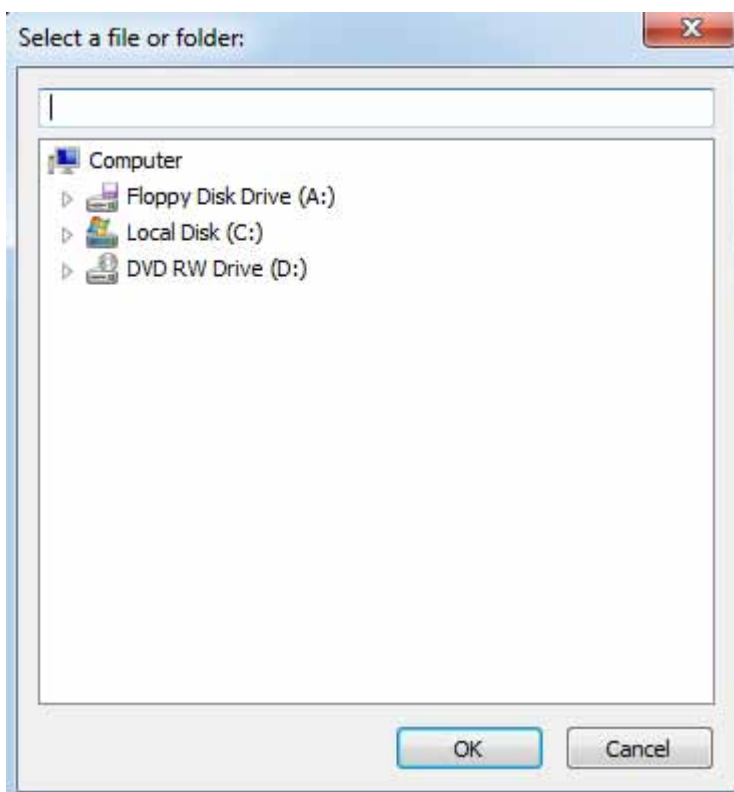 Select a file or folder:
Computer
Floppy Disk Drive (A:)
Local Disk (C:)
DVD RW Drive (D:)
OK Cancel